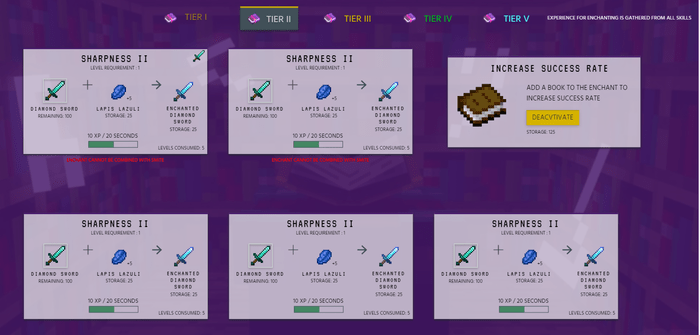 TIER I
TIER II
TIER III
TIER IV
TIER V
EXPERIENCE FOR ENCHANTING IS GATHERED FROM ALL SKILLS
SHARPNESS II
LEVEL REQUIREMENT : 1
+5
DIAMOND SWORD
REMAINING: 100
LAPIS LAZULI
STORAGE: 25
ENCHANTED
DIAMOND
SWORD
STORAGE: 25
10 XP / 20 SECONDS
LEVELS CONSUMED: 5
SHARPNESS II
LEVEL REQUIREMENT : 1
+5
DIAMOND SWORD
REMAINING: 100
LAPIS LAZULI
STORAGE: 25
ENCHANTED
DIAMOND
SWORD
STORAGE: 25
10 XP / 20 SECONDS
LEVELS CONSUMED: 5
INCREASE SUCCESS RATE
ADD A BOOK TO THE ENCHANT TO
INCREASE SUCCESS RATE
DEACVTIVATE
STORAGE: 125
SHARPNESS II
LEVEL REQUIREMENT : 1
+5
DIAMOND SWORD
REMAINING: 100
LAPIS LAZULI
STORAGE: 25
ENCHANTED
DIAMOND
SWORD
STORAGE: 25
10 XP / 20 SECONDS
LEVELS CONSUMED: 5
SHARPNESS II
LEVEL REQUIREMENT : 1
+5
DIAMOND SWORD
REMAINING: 100
LAPIS LAZULI
STORAGE: 25
ENCHANTED
DIAMOND
SWORD
STORAGE: 25
10 XP / 20 SECONDS
LEVELS CONSUMED: 5
SHARPNESS II
LEVEL REQUIREMENT : 1
+5
DIAMOND SWORD
REMAINING: 100
LAPIS LAZULI
STORAGE: 25
ENCHANTED
DIAMOND
SWORD
STORAGE: 25
10 XP / 20 SECONDS
LEVELS CONSUMED: 5